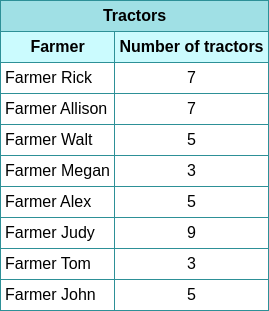 Tractors
Farmer Number of tractors
Farmer Rick 7
Farmer Allison 7
Farmer Walt 5
Farmer Megan 3
Farmer Alex 5
Farmer Judy 9
Farmer Tom 3
Farmer John 5